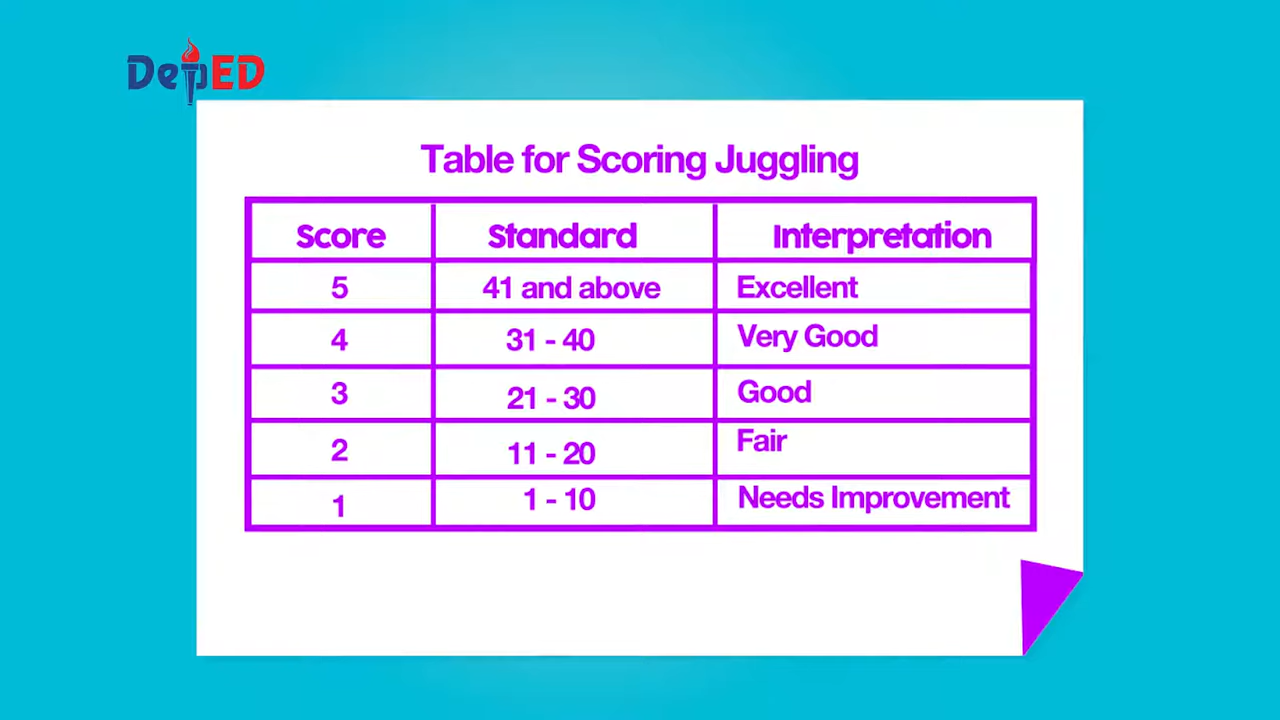 DepED
Table for Scoring Juggling
Score Standard Interpretation
5 41 and above Excellent
4 31 - 40 Very Good
3 21 - 30 Good
2 11 - 20 Fair
1 1 - 10 Needs Improvement